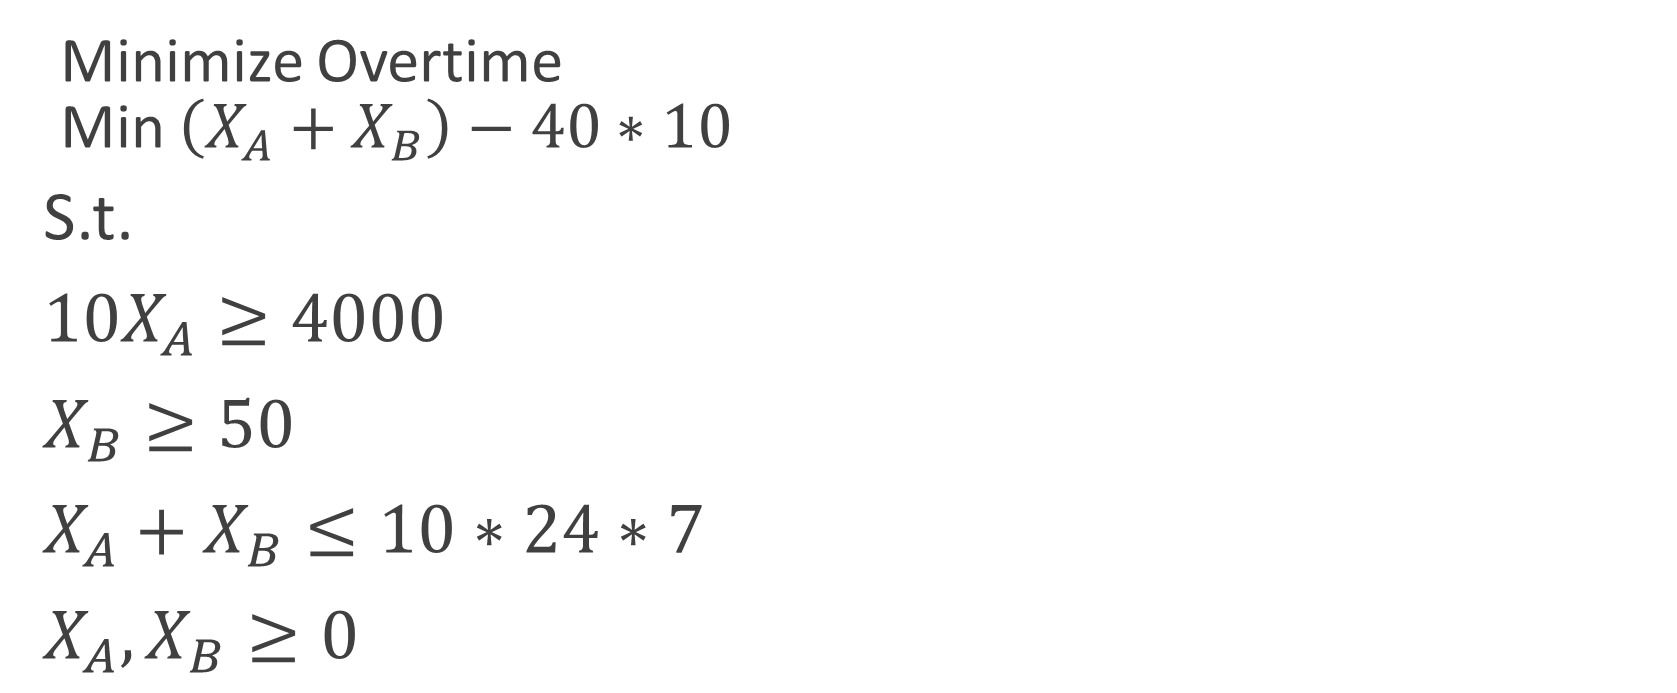 Minimize Overtime
Min (X_A + X_B) − 40 * 10
S.t.
10X_A ≥ 4000
X_B ≥ 50
X_A + X_B ≤ 10 * 24 * 7
X_A, X_B ≥ 0